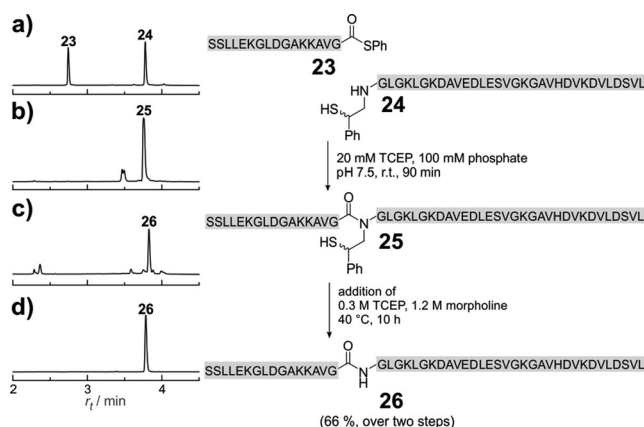 a)
23
24
b)
25
c)
26
d)
26
2
3
4
rt / min
SSLLEKGLDGAKKAVG
O
SPh
23
24
HN
GLGKLGKDAVEDLESVGKGAVHDVKDVLDSVL
HS
Ph
20 mM TCEP, 100 mM phosphate
pH 7.5, r.t., 90 min
SSLLEKGLDGAKKAVG
O
N
GLGKLGKDAVEDLESVGKGAVHDVKDVLDSVL
HS
Ph
25
addition of
0.3 M TCEP, 1.2 M morpholine
40 °C, 10 h
SSLLEKGLDGAKKAVG
O
N
H
GLGKLGKDAVEDLESVGKGAVHDVKDVLDSVL
26
(66 %, over two steps)